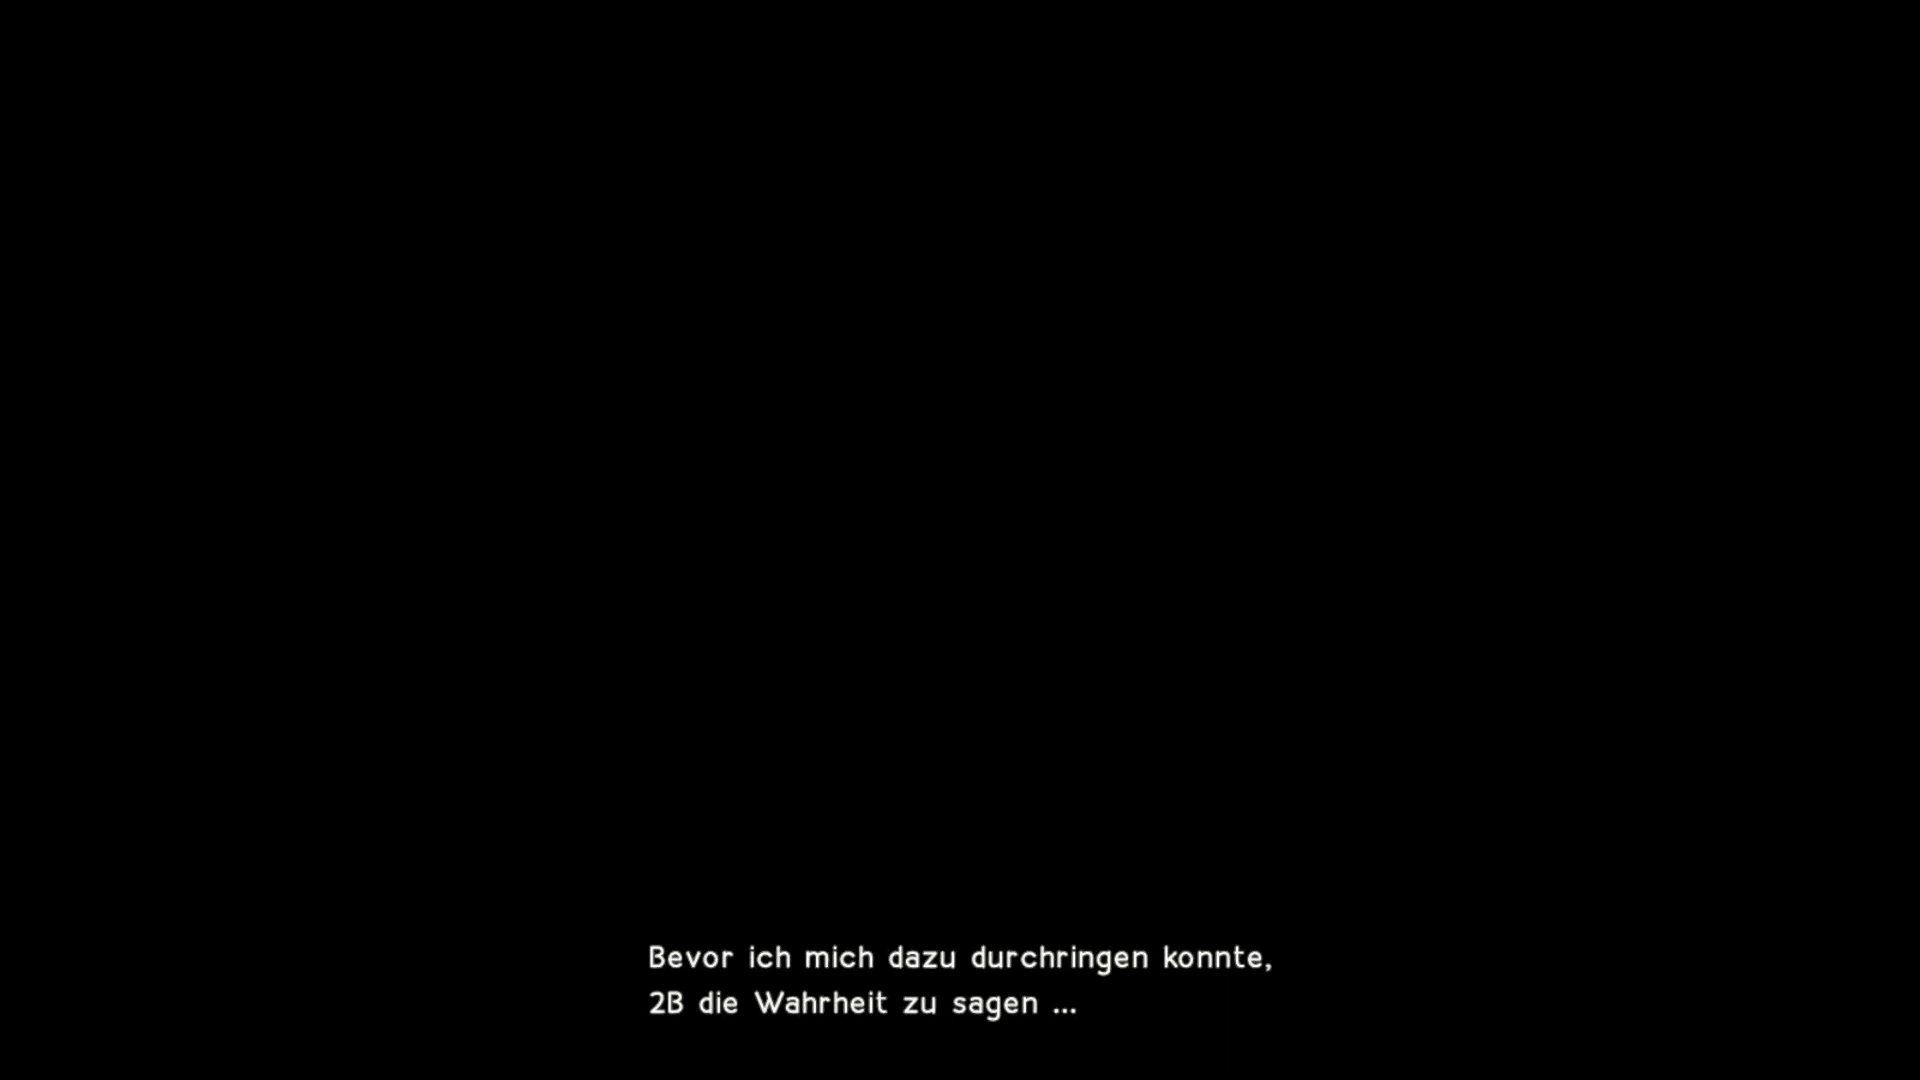 Bevor ich mich dazu durchringen konnte,
2B die Wahrheit zu sagen ...